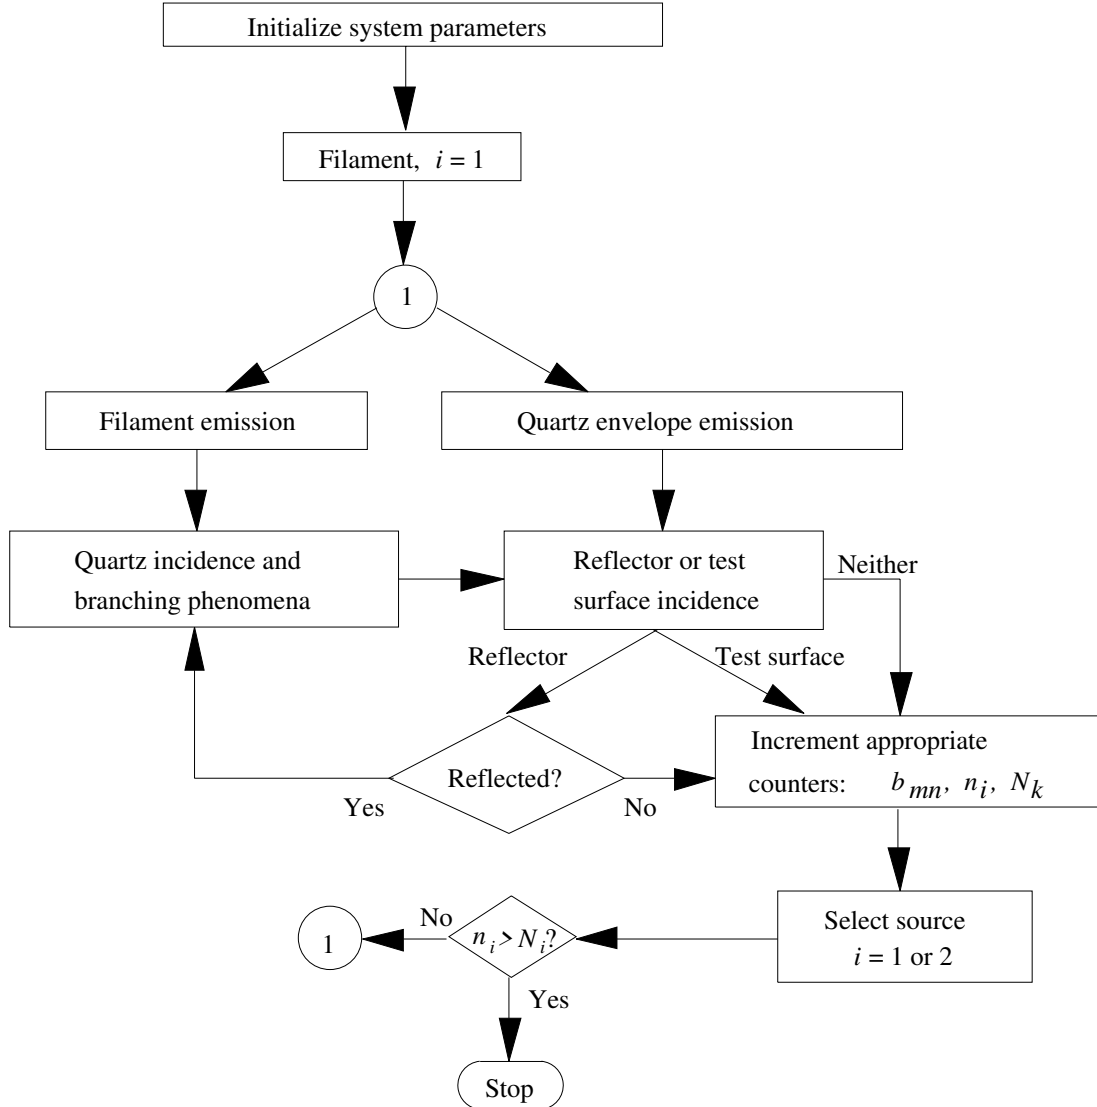 Initialize system parameters
Filament, i = 1
1
Filament emission
Quartz envelope emission
Quartz incidence and
branching phenomena
Reflector or test
surface incidence
Neither
Reflector
Test surface
Reflected?
Yes
No
Increment appropriate
counters: b_mn, n_i, N_k
Select source
i = 1 or 2
n_i > N_i?
No
1
Yes
Stop